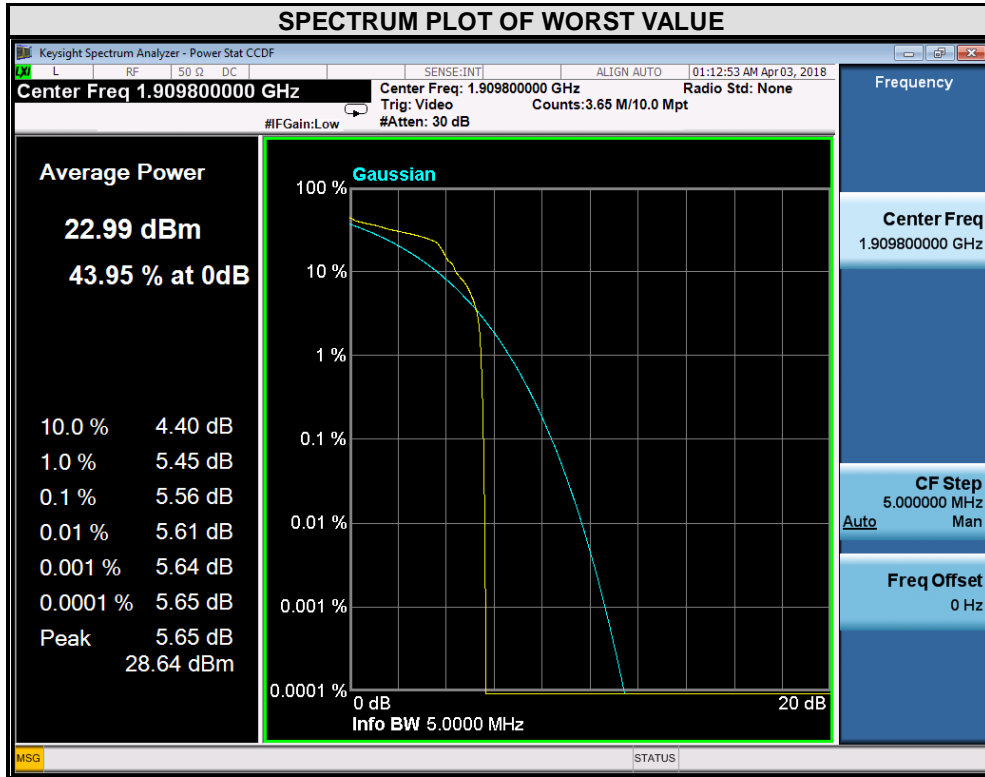 SPECTRUM PLOT OF WORST VALUE
Keysight Spectrum Analyzer - Power Stat CCDF
LXI L RF 50 Ω DC SENSE:INT ALIGN AUTO 01:12:53 AM Apr 03, 2018
Center Freq 1.909800000 GHz
Center Freq: 1.909800000 GHz Radio Std: None
Trig: Video Counts:3.65 M/10.0 Mpt
#IFGain:Low #Atten: 30 dB
Frequency
Average Power
22.99 dBm
43.95 % at 0dB
10.0 % 4.40 dB
1.0 % 5.45 dB
0.1 % 5.56 dB
0.01 % 5.61 dB
0.001 % 5.64 dB
0.0001 % 5.65 dB
Peak 5.65 dB
28.64 dBm
Gaussian
100 %
10 %
1 %
0.1 %
0.01 %
0.001 %
0.0001 %
0 dB 20 dB
Info BW 5.0000 MHz
Center Freq
1.909800000 GHz
CF Step
5.000000 MHz
Auto Man
Freq Offset
0 Hz
MSG STATUS